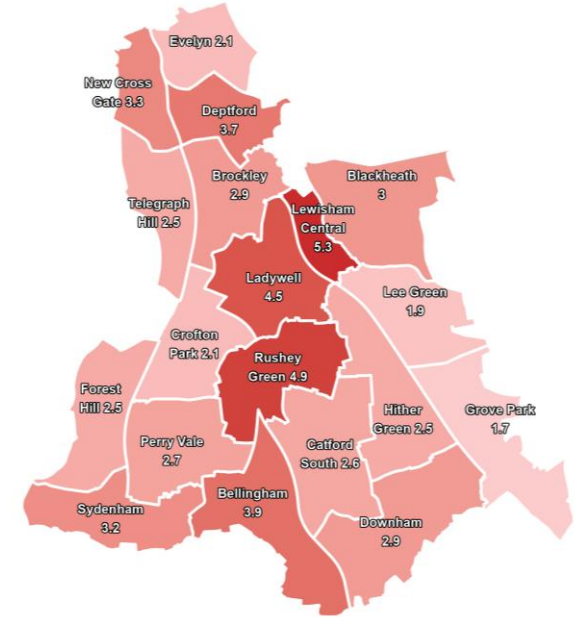 Evelyn 2.1
New Cross
Gate 3.3
Deptford
3.7
Brockley
2.9
Blackheath
3
Telegraph
Hill 2.5
Lewisham
Central
5.3
Ladywell
4.5
Lee Green
1.9
Crofton
Park 2.1
Rushey
Green 4.9
Forest
Hill 2.5
Hither
Green 2.5
Grove Park
1.7
Perry Vale
2.7
Catford
South 2.6
Bellingham
3.9
Sydenham
3.2
Downham
2.9